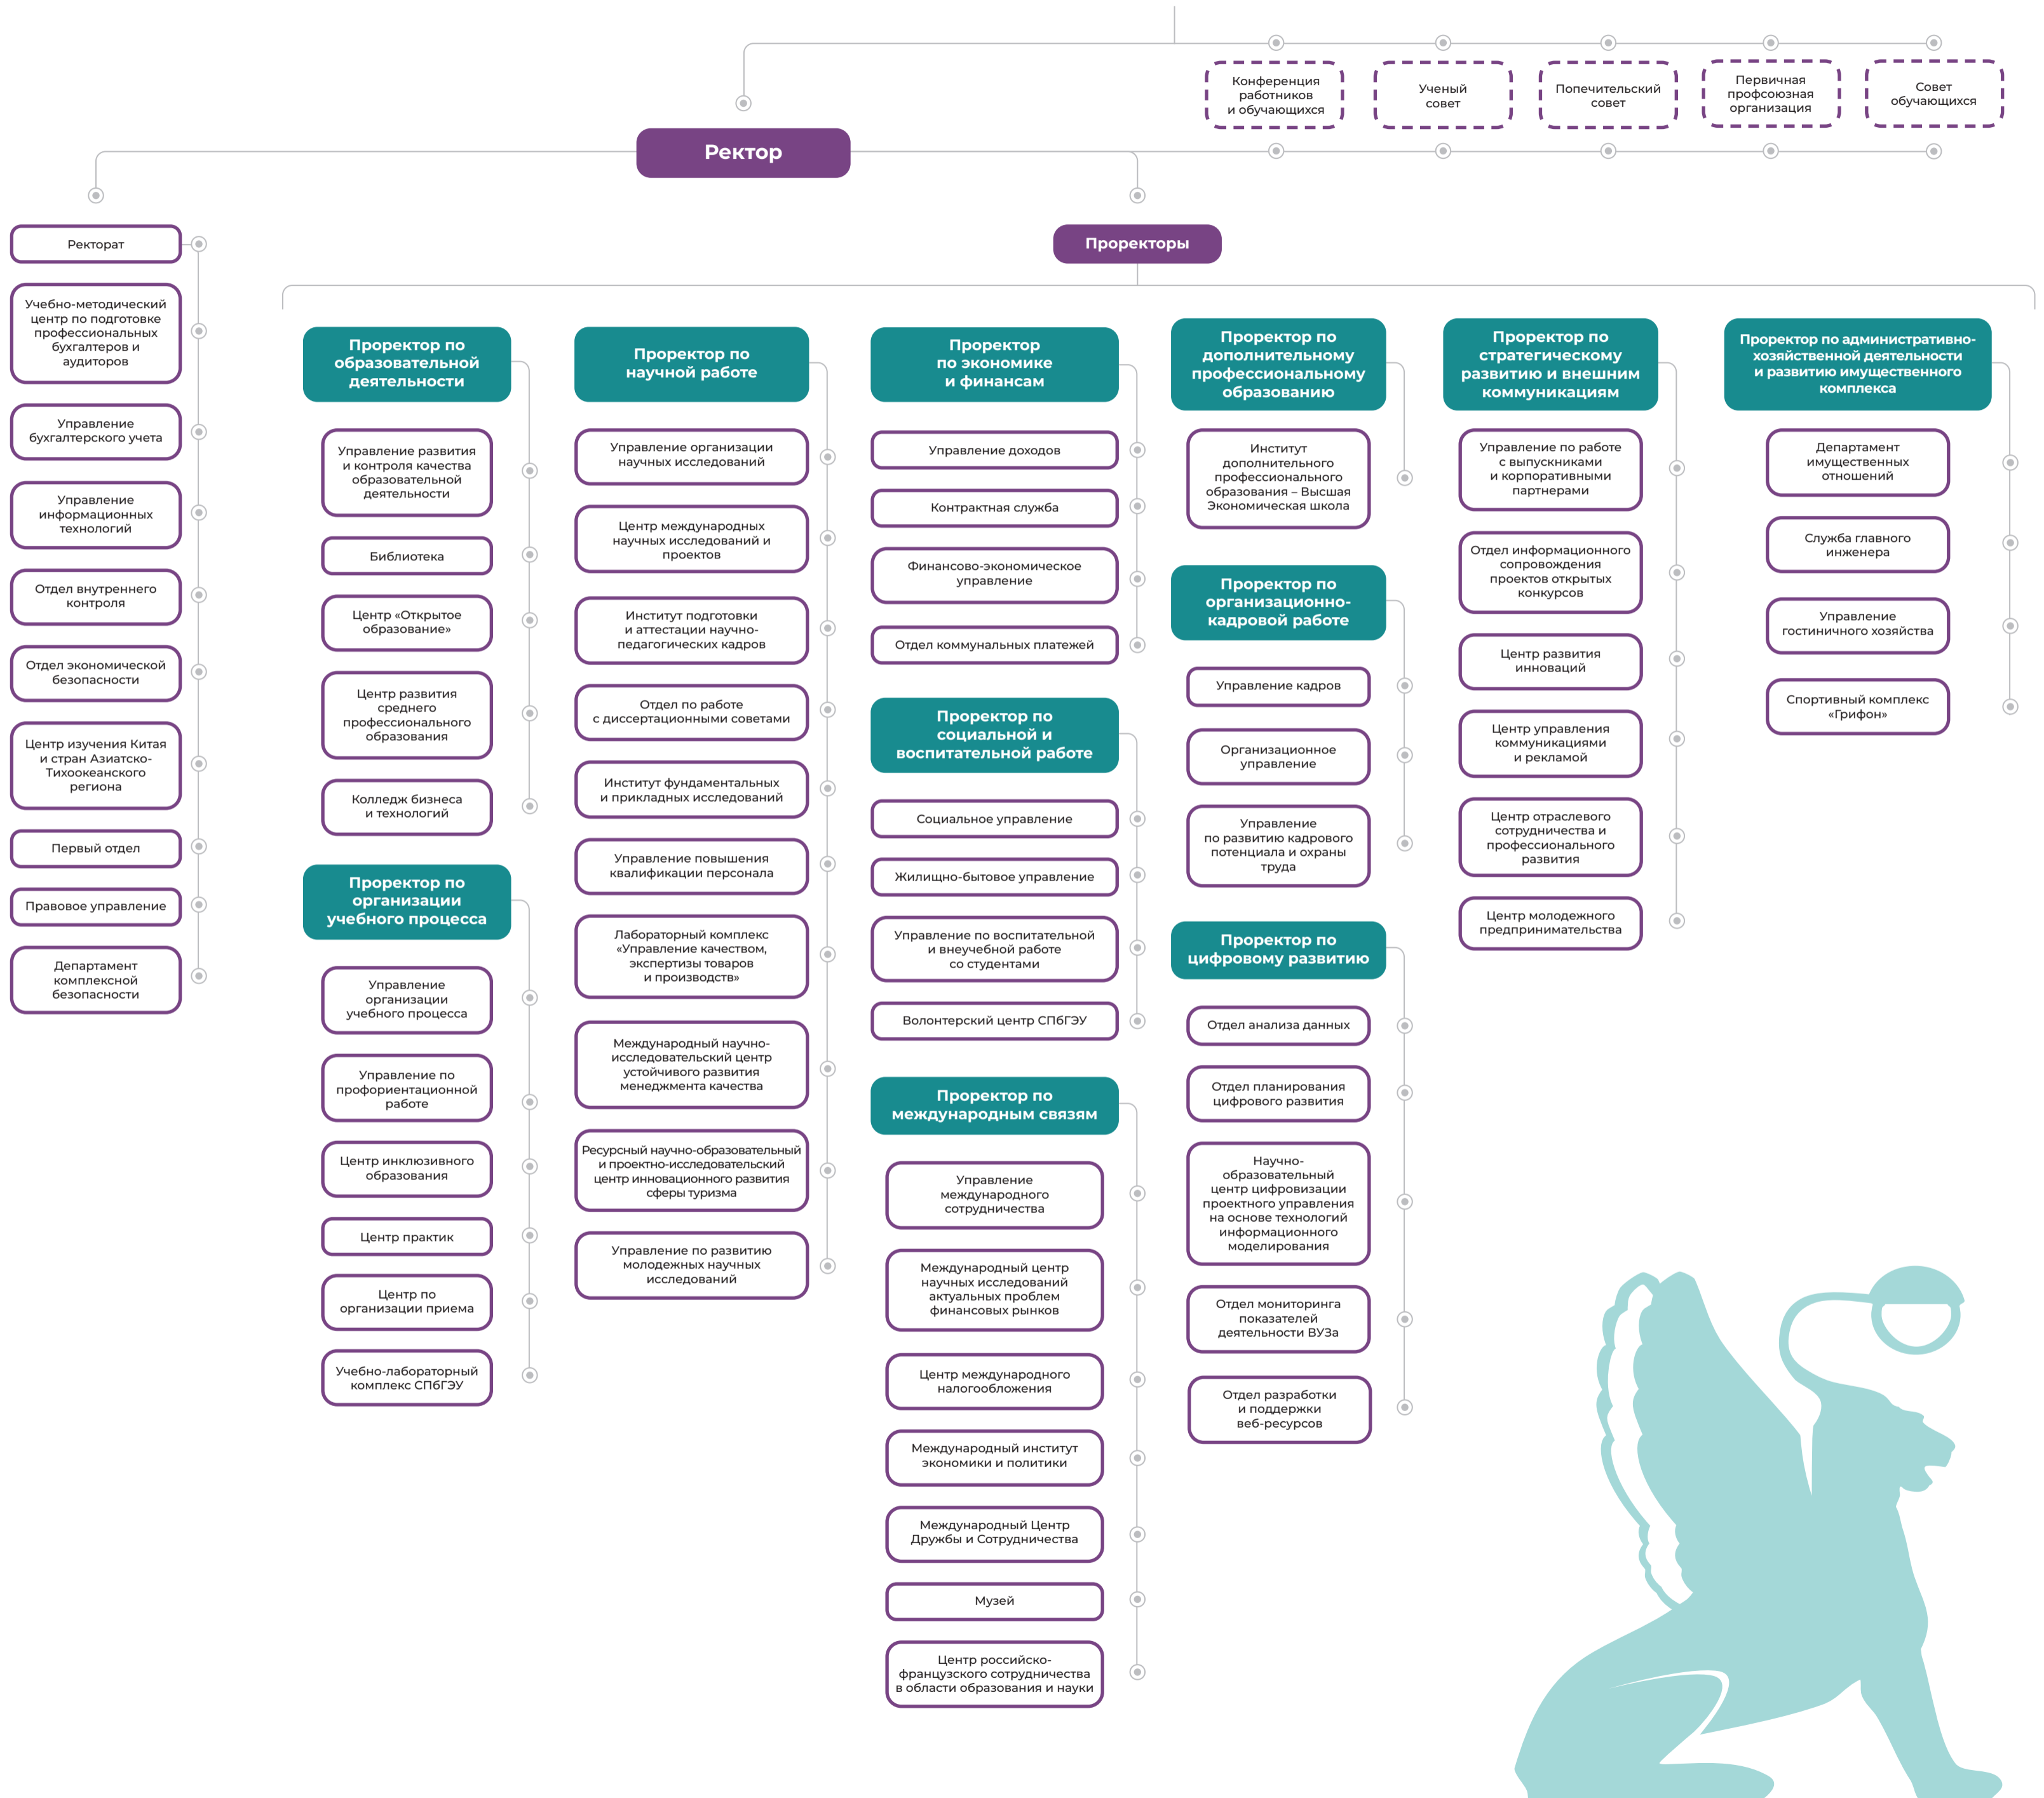 Конференция
работников
и обучающихся
Ученый
совет
Попечительский
совет
Первичная
профсоюзная
организация
Совет
обучающихся
Ректор
Проректоры
Ректорат
Учебно-методический
центр по подготовке
профессиональных
бухгалтеров и
аудиторов
Управление
бухгалтерского учета
Управление
информационных
технологий
Отдел внутреннего
контроля
Отдел экономической
безопасности
Центр изучения Китая
и стран Азиатско-
Тихоокеанского
региона
Первый отдел
Правовое управление
Департамент
комплексной
безопасности
Проректор по
образовательной
деятельности
Управление развития
и контроля качества
образовательной
деятельности
Библиотека
Центр «Открытое
образование»
Центр развития
среднего
профессионального
образования
Колледж бизнеса
и технологий
Проректор по
организации
учебного процесса
Управление
организации
учебного процесса
Управление по
профориентационной
работе
Центр инклюзивного
образования
Центр практик
Центр по
организации приема
Учебно-лабораторный
комплекс СПбГЭУ
Проректор по
научной работе
Управление организации
научных исследований
Центр международных
научных исследований и
проектов
Институт подготовки
и аттестации научно-
педагогических кадров
Отдел по работе
с диссертационными советами
Институт фундаментальных
и прикладных исследований
Управление повышения
квалификации персонала
Лабораторный комплекс
«Управление качеством,
экспертизы товаров
и производств»
Международный научно-
исследовательский центр
устойчивого развития
менеджмента качества
Ресурсный научно-образовательный
и проектно-исследовательский
центр инновационного развития
сферы туризма
Управление по развитию
молодежных научных
исследований
Проректор
по экономике
и финансам
Управление доходов
Контрактная служба
Финансово-экономическое
управление
Отдел коммунальных платежей
Проректор по
социальной и
воспитательной работе
Социальное управление
Жилищно-бытовое управление
Управление по воспитательной
и внеучебной работе
со студентами
Волонтерский центр СПбГЭУ
Проректор по
международным связям
Управление
международного
сотрудничества
Международный центр
научных исследований
актуальных проблем
финансовых рынков
Центр международного
налогообложения
Международный институт
экономики и политики
Международный Центр
Дружбы и Сотрудничества
Музей
Центр российско-
французского сотрудничества
в области образования и науки
Проректор по
дополнительному
профессиональному
образованию
Институт
дополнительного
профессионального
образования – Высшая
Экономическая школа
Проректор по
организационно-
кадровой работе
Управление кадров
Организационное
управление
Управление
по развитию кадрового
потенциала и охраны
труда
Проректор по
цифровому развитию
Отдел анализа данных
Отдел планирования
цифрового развития
Научно-
образовательный
центр цифровизации
проектного управления
на основе технологий
информационного
моделирования
Отдел мониторинга
показателей
деятельности ВУЗа
Отдел разработки
и поддержки
веб-ресурсов
Проректор по
стратегическому
развитию и внешним
коммуникациям
Управление по работе
с выпускниками
и корпоративными
партнерами
Отдел информационного
сопровождения
проектов открытых
конкурсов
Центр развития
инноваций
Центр управления
коммуникациями
и рекламой
Центр отраслевого
сотрудничества и
профессионального
развития
Центр молодежного
предпринимательства
Проректор по административно-
хозяйственной деятельности
и развитию имущественного
комплекса
Департамент
имущественных
отношений
Служба главного
инженера
Управление
гостиничного хозяйства
Спортивный комплекс
«Грифон»